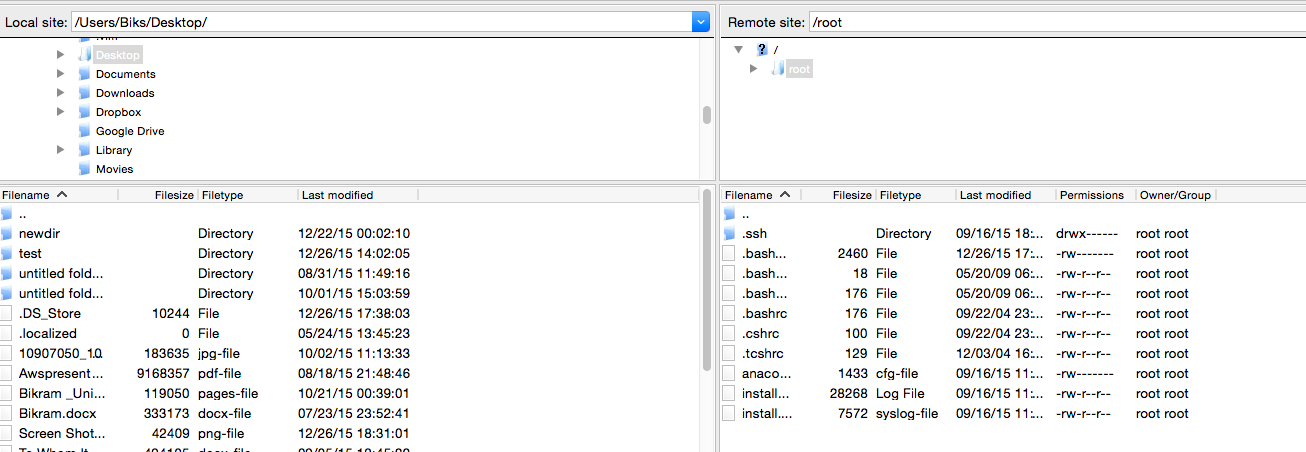 Local site: /Users/Biks/Desktop/
Desktop
Documents
Downloads
Dropbox
Google Drive
Library
Movies
Filename Filesize Filetype Last modified
..
newdir Directory 12/22/15 00:02:10
test Directory 12/26/15 14:02:05
untitled fold... Directory 08/31/15 11:49:16
untitled fold... Directory 10/01/15 15:03:59
.DS_Store 10244 File 12/26/15 17:38:03
.localized 0 File 05/24/15 13:45:23
10907050_10... 183635 jpg-file 10/02/15 11:13:33
Awspresent... 9168357 pdf-file 08/18/15 21:48:46
Bikram _Uni... 119050 pages-file 10/21/15 00:39:01
Bikram.docx 333173 docx-file 07/23/15 23:52:41
Screen Shot... 42409 png-file 12/26/15 18:31:01
Remote site: /root
/
root
Filename Filesize Filetype Last modified Permissions Owner/Group
..
.ssh Directory 09/16/15 18:... drwx------ root root
.bash... 2460 File 12/26/15 17:... -rw------- root root
.bash... 18 File 05/20/09 06:... -rw-r--r-- root root
.bash... 176 File 05/20/09 06:... -rw-r--r-- root root
.bashrc 176 File 09/22/04 23:... -rw-r--r-- root root
.cshrc 100 File 09/22/04 23:... -rw-r--r-- root root
.tcshrc 129 File 12/03/04 16:... -rw-r--r-- root root
anaco... 1433 cfg-file 09/16/15 11:... -rw------- root root
install... 28268 Log File 09/16/15 11:... -rw-r--r-- root root
install.... 7572 syslog-file 09/16/15 11:... -rw-r--r-- root root